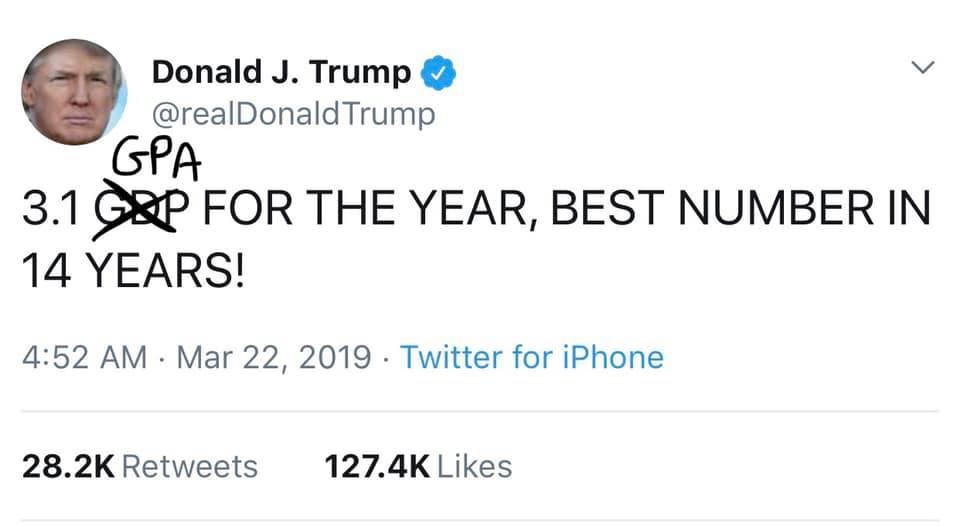 Donald J. Trump
@realDonaldTrump
GPA
3.1 GDP FOR THE YEAR, BEST NUMBER IN
14 YEARS!
4:52 AM · Mar 22, 2019 · Twitter for iPhone
28.2K Retweets 127.4K Likes